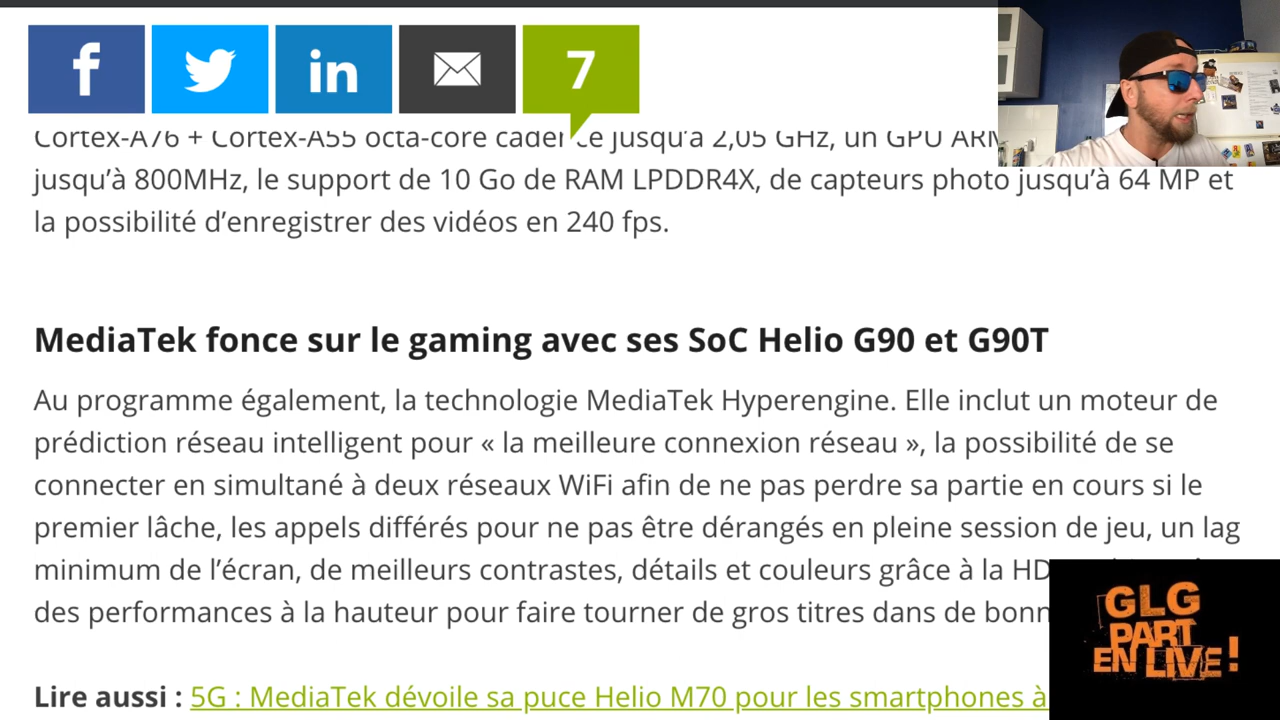 f
in
7
Cortex-A76 + Cortex-A55 octa-core jusqu'à 2,05 GHz, un GPU
jusqu'à 800MHz, le support de 10 Go de RAM LPDDR4X, de capteurs photo jusqu'à 64 MP et
la possibilité d'enregistrer des vidéos en 240 fps.
MediaTek fonce sur le gaming avec ses SoC Helio G90 et G90T
Au programme également, la technologie MediaTek Hyperengine. Elle inclut un moteur de
prédiction réseau intelligent pour « la meilleure connexion réseau », la possibilité de se
connecter en simultané à deux réseaux WiFi afin de ne pas perdre sa partie en cours si le
premier lâche, les appels différés pour ne pas être dérangés en pleine session de jeu, un lag
minimum de l'écran, de meilleurs contrastes, détails et couleurs grâce à la
des performances à la hauteur pour faire tourner de gros titres dans de
Lire aussi : 5G : MediaTek dévoile sa puce Helio M70 pour les smartphones à
GLG
PART
EN LIVE !